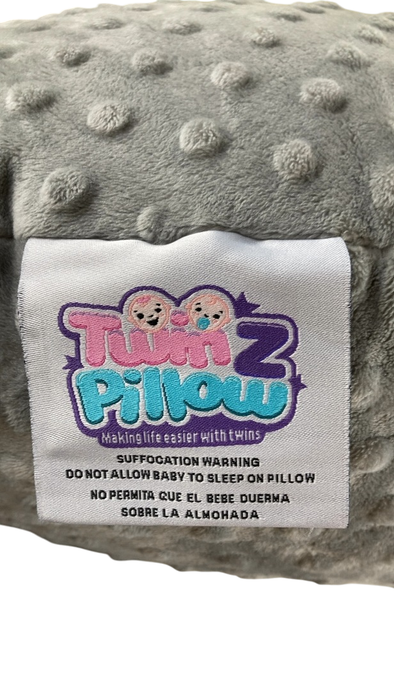 Twin Z
Pillow
Making life easier with twins
SUFFOCATION WARNING
DO NOT ALLOW BABY TO SLEEP ON PILLOW
NO PERMITA QUE EL BEBE DUERMA
SOBRE LA ALMOHADA